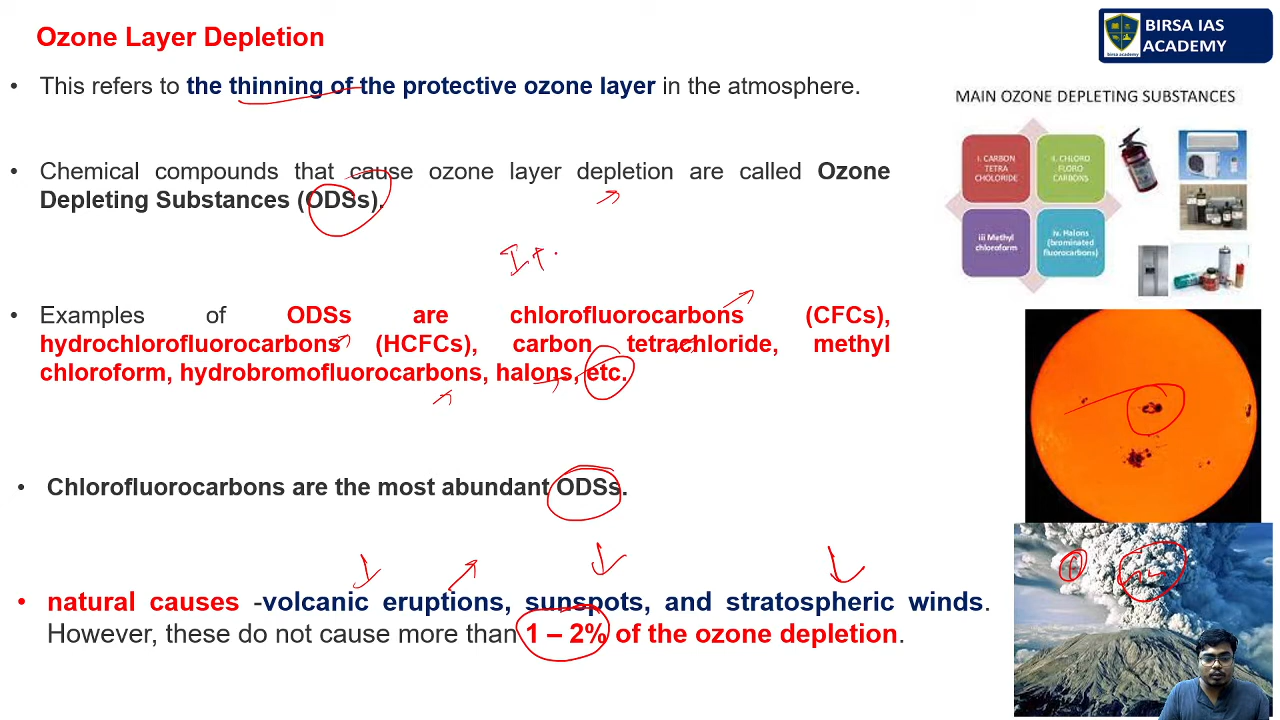 Ozone Layer Depletion
BIRSA IAS
ACADEMY
• This refers to the thinning of the protective ozone layer in the atmosphere.
MAIN OZONE DEPLETING SUBSTANCES
• Chemical compounds that cause ozone layer depletion are called Ozone
Depleting Substances (ODSs).
i. CARBON
TETRA
CHOLORIDE
ii. CHLORO
FLORO
CARBONS
iii Methyl
chloroform
iv. Halons
(brominated
fluorocarbons)
• Examples of ODSs are chlorofluorocarbons (CFCs),
hydrochlorofluorocarbons (HCFCs), carbon tetrachloride, methyl
chloroform, hydrobromofluorocarbons, halons, etc.
• Chlorofluorocarbons are the most abundant ODSs.
• natural causes -volcanic eruptions, sunspots, and stratospheric winds.
However, these do not cause more than 1 – 2% of the ozone depletion.